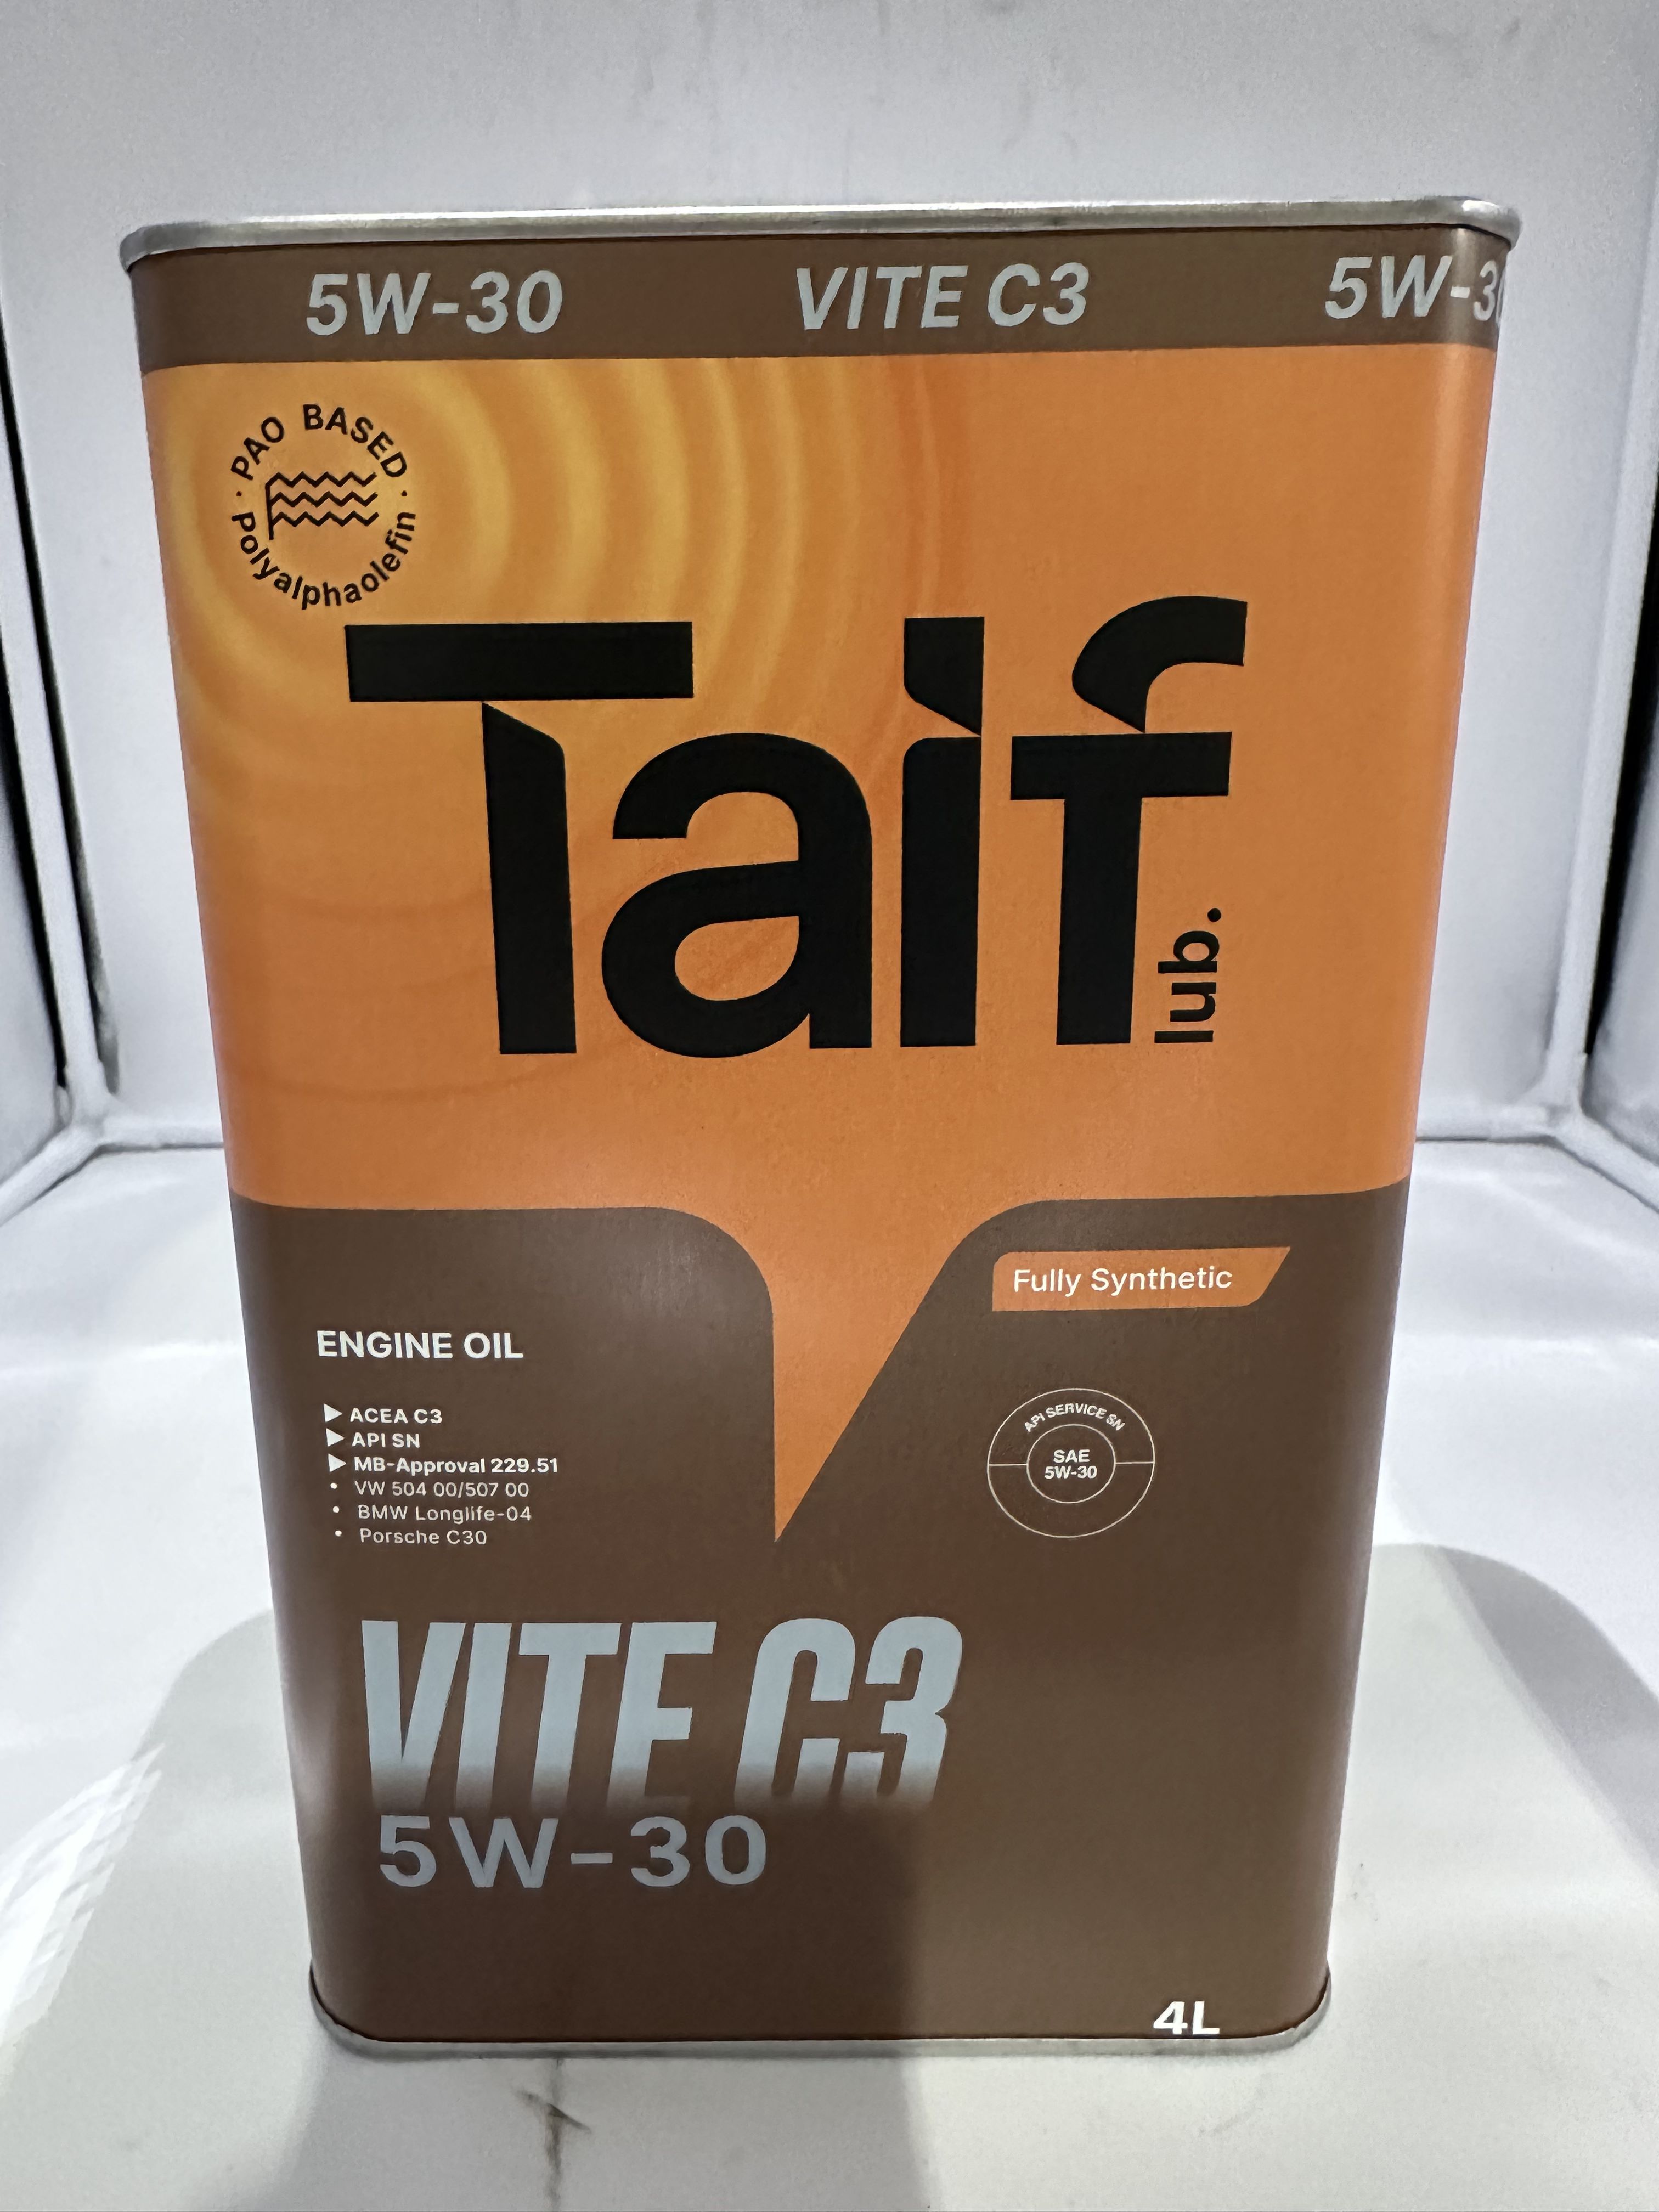 5W-30 VITE C3 5W-30
PAO BASED
Polyalphaolefin
Taif
lub.
Fully Synthetic
ENGINE OIL
ACEA C3
API SN
MB-Approval 229.51
VW 504 00/507 00
BMW Longlife-04
Porsche C30
API SERVICE SN
SAE
5W-30
VITE C3
5W-30
4L